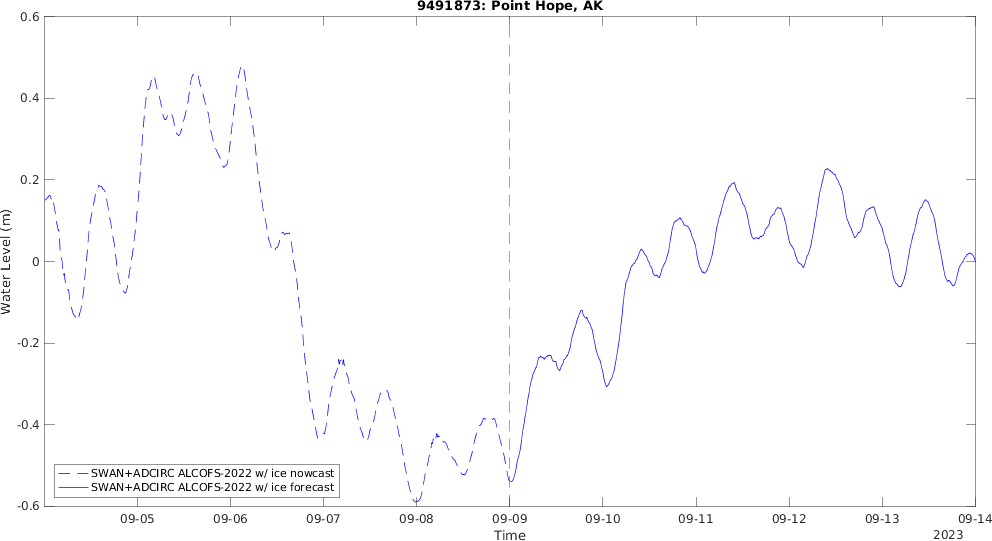 9491873: Point Hope, AK
0.6
0.4
0.2
0
-0.2
-0.4
-0.6
Water Level (m)
SWAN+ADCIRC ALCOFS-2022 w/ ice nowcast
SWAN+ADCIRC ALCOFS-2022 w/ ice forecast
09-05 09-06 09-07 09-08 09-09 09-10 09-11 09-12 09-13 09-14
Time
2023